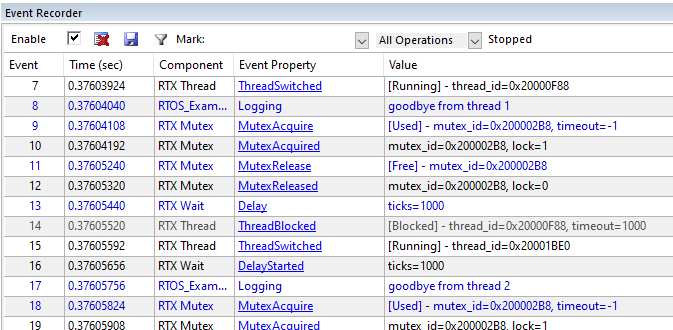 Event Recorder
Enable Mark: All Operations Stopped
Event Time (sec) Component Event Property Value
7 0.37603924 RTX Thread ThreadSwitched [Running] - thread_id=0x20000F88
8 0.37604040 RTOS_Exam... Logging goodbye from thread 1
9 0.37604108 RTX Mutex MutexAcquire [Used] - mutex_id=0x200002B8, timeout=-1
10 0.37604192 RTX Mutex MutexAcquired mutex_id=0x200002B8, lock=1
11 0.37605240 RTX Mutex MutexRelease [Free] - mutex_id=0x200002B8
12 0.37605320 RTX Mutex MutexReleased mutex_id=0x200002B8, lock=0
13 0.37605440 RTX Wait Delay ticks=1000
14 0.37605520 RTX Thread ThreadBlocked [Blocked] - thread_id=0x20000F88, timeout=1000
15 0.37605592 RTX Thread ThreadSwitched [Running] - thread_id=0x20001BE0
16 0.37605656 RTX Wait DelayStarted ticks=1000
17 0.37605756 RTOS_Exam... Logging goodbye from thread 2
18 0.37605824 RTX Mutex MutexAcquire [Used] - mutex_id=0x200002B8, timeout=-1
19 0.37605908 RTX Mutex MutexAcquired mutex_id=0x200002B8, lock=1